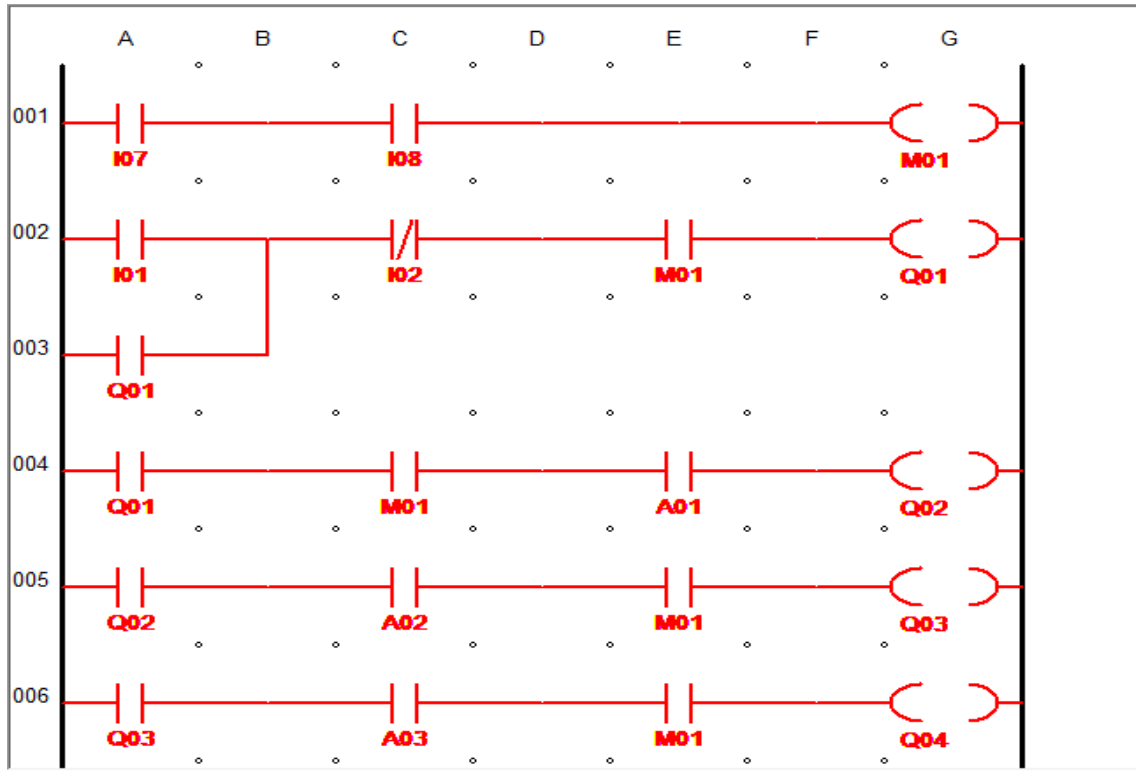 A B C D E F G
001
I07 I08 M01
002
I01 I02 M01 Q01
003
Q01
004
Q01 M01 A01 Q02
005
Q02 A02 M01 Q03
006
Q03 A03 M01 Q04